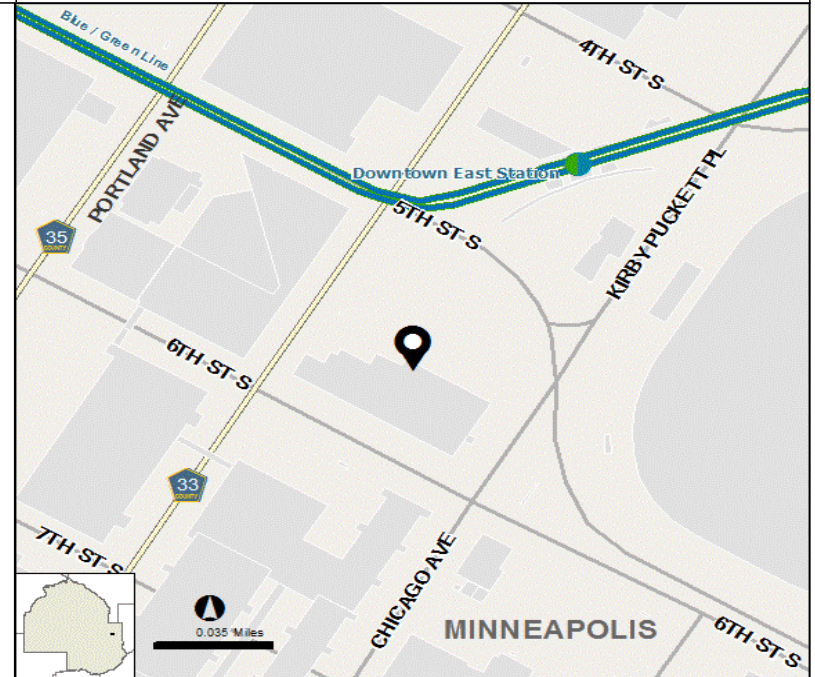 Blue / Green Line
4TH ST S
PORTLAND AVE
Downtown East Station
5TH ST S
KIRBY PUCKETT PL
35
COUNTY
6TH ST S
33
COUNTY
7TH ST S
CHICAGO AVE
0.035 Miles
MINNEAPOLIS
6TH ST S